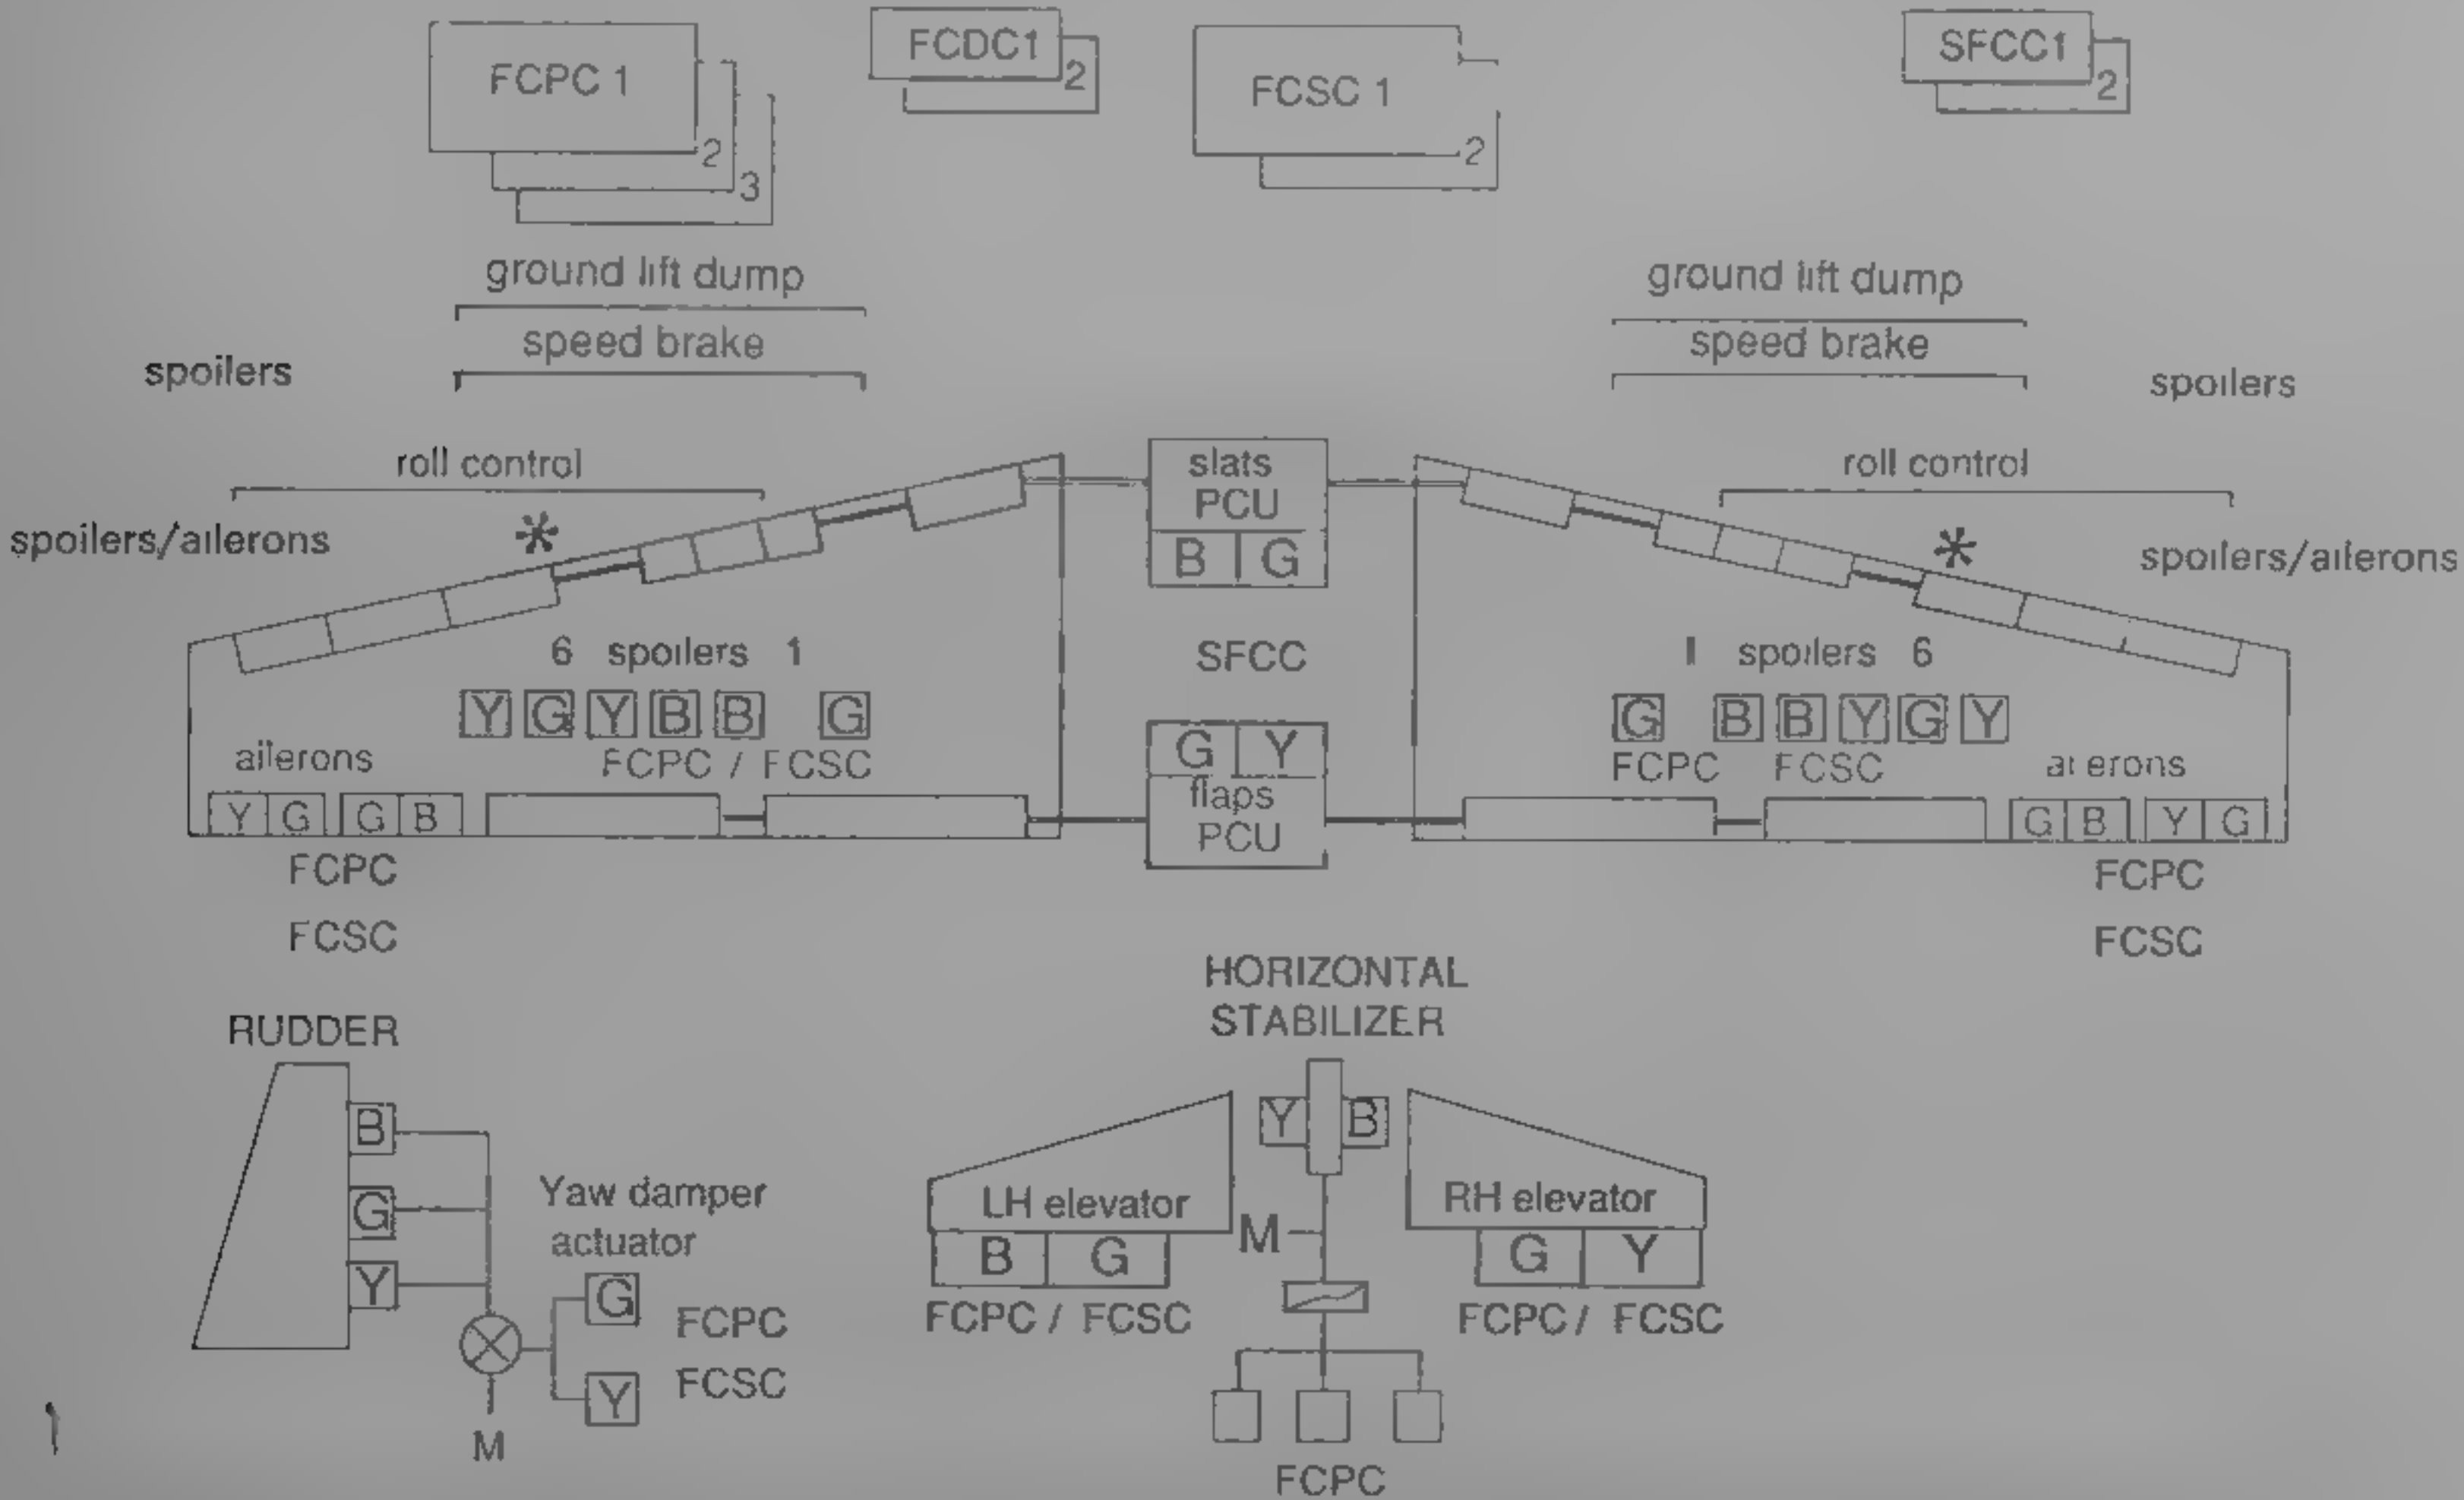 FCPC 1
2
3
FCDC1
2
FCSC 1
2
SFCC1
2
ground lift dump
speed brake
spoilers
roll control
spoilers/ailerons
*
ground lift dump
speed brake
spoilers
roll control
*
spoilers/ailerons
slats
PCU
B G
SFCC
G Y
flaps
PCU
6 spoilers 1
Y G Y B B G
FCPC / FCSC
ailerons
Y G G B
FCPC
FCSC
1 spoilers 6
G B B Y G Y
FCPC FCSC
ailerons
G B Y G
FCPC
FCSC
RUDDER
B
G
Y
M
Yaw damper
actuator
G
Y
FCPC
FCSC
HORIZONTAL
STABILIZER
Y B
M
LH elevator
B G
FCPC / FCSC
RH elevator
G Y
FCPC / FCSC
FCPC